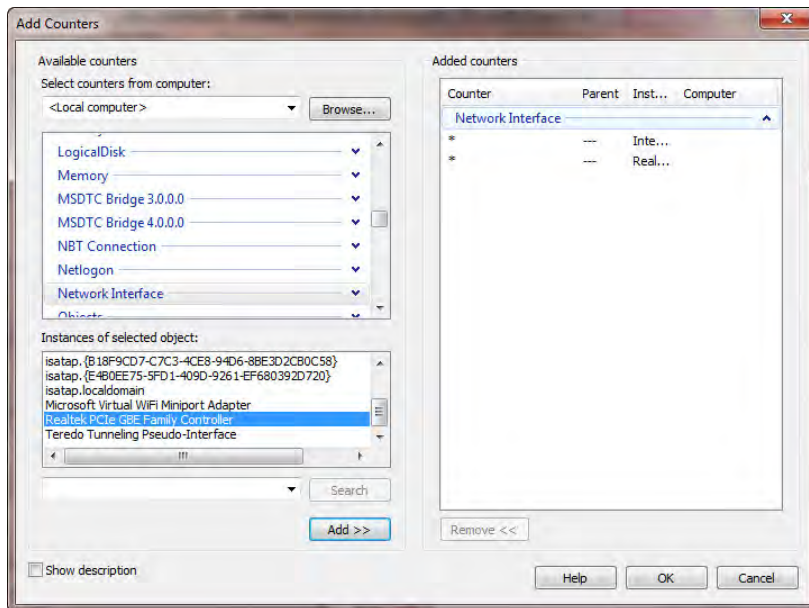 Add Counters
Available counters
Select counters from computer:
<Local computer>
Browse...
LogicalDisk
Memory
MSDTC Bridge 3.0.0.0
MSDTC Bridge 4.0.0.0
NBT Connection
Netlogon
Network Interface
Objects
Instances of selected object:
isatap.{B18F9CD7-C7C3-4CE8-94D6-8BE3D2CB0C58}
isatap.{E4B0EE75-5FD1-409D-9261-EF680392D720}
isatap.localdomain
Microsoft Virtual WiFi Miniport Adapter
Realtek PCIe GBE Family Controller
Teredo Tunneling Pseudo-Interface
Search
Add >>
Show description
Added counters
Counter Parent Inst... Computer
Network Interface
* --- Inte...
* --- Real...
Remove <<
Help OK Cancel